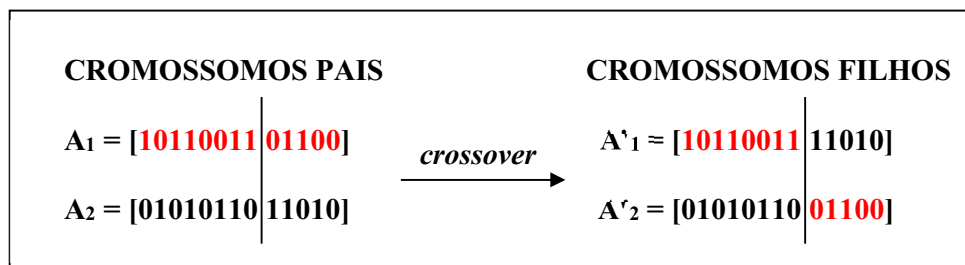 CROMOSSOMOS PAIS
A1 = [10110011 01100]
A2 = [01010110 11010]
crossover
CROMOSSOMOS FILHOS
A'1 = [10110011 11010]
A'2 = [01010110 01100]